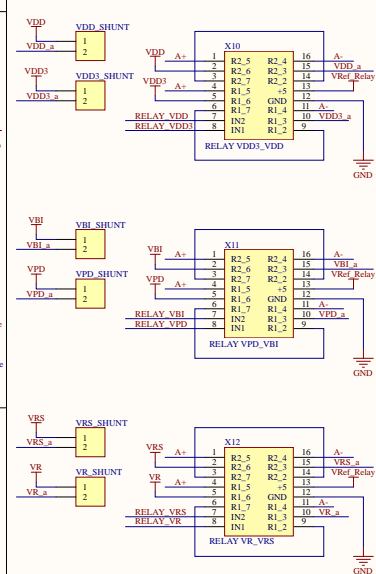 VDD
VDD_SHUNT
VDD_a
1
2
VDD3
VDD3_SHUNT
VDD3_a
1
2
X10
VDD
A+
1
R2_5
R2_4
16
A-
2
R2_6
R2_3
15
VDD_a
VDD3
3
R2_7
R2_2
14
VRef_Relay
A+
4
R1_5
+5
13
5
R1_6
GND
12
6
R1_7
R1_4
11
A-
RELAY_VDD
7
IN2
R1_3
10
VDD3_a
RELAY_VDD3
8
IN1
R1_2
9
RELAY VDD3_VDD
GND
VBI
VBI_SHUNT
VBI_a
1
2
VPD
VPD_SHUNT
VPD_a
1
2
X11
VBI
A+
1
R2_5
R2_4
16
A-
2
R2_6
R2_3
15
VBI_a
VPD
3
R2_7
R2_2
14
VRef_Relay
A+
4
R1_5
+5
13
5
R1_6
GND
12
6
R1_7
R1_4
11
A-
RELAY_VBI
7
IN2
R1_3
10
VPD_a
RELAY_VPD
8
IN1
R1_2
9
RELAY VPD_VBI
GND
VRS
VRS_SHUNT
VRS_a
1
2
VR
VR_SHUNT
VR_a
1
2
X12
VRS
A+
1
R2_5
R2_4
16
A-
2
R2_6
R2_3
15
VRS_a
VR
3
R2_7
R2_2
14
VRef_Relay
A+
4
R1_5
+5
13
5
R1_6
GND
12
6
R1_7
R1_4
11
A-
RELAY_VRS
7
IN2
R1_3
10
VR_a
RELAY_VR
8
IN1
R1_2
9
RELAY VR_VRS
GND